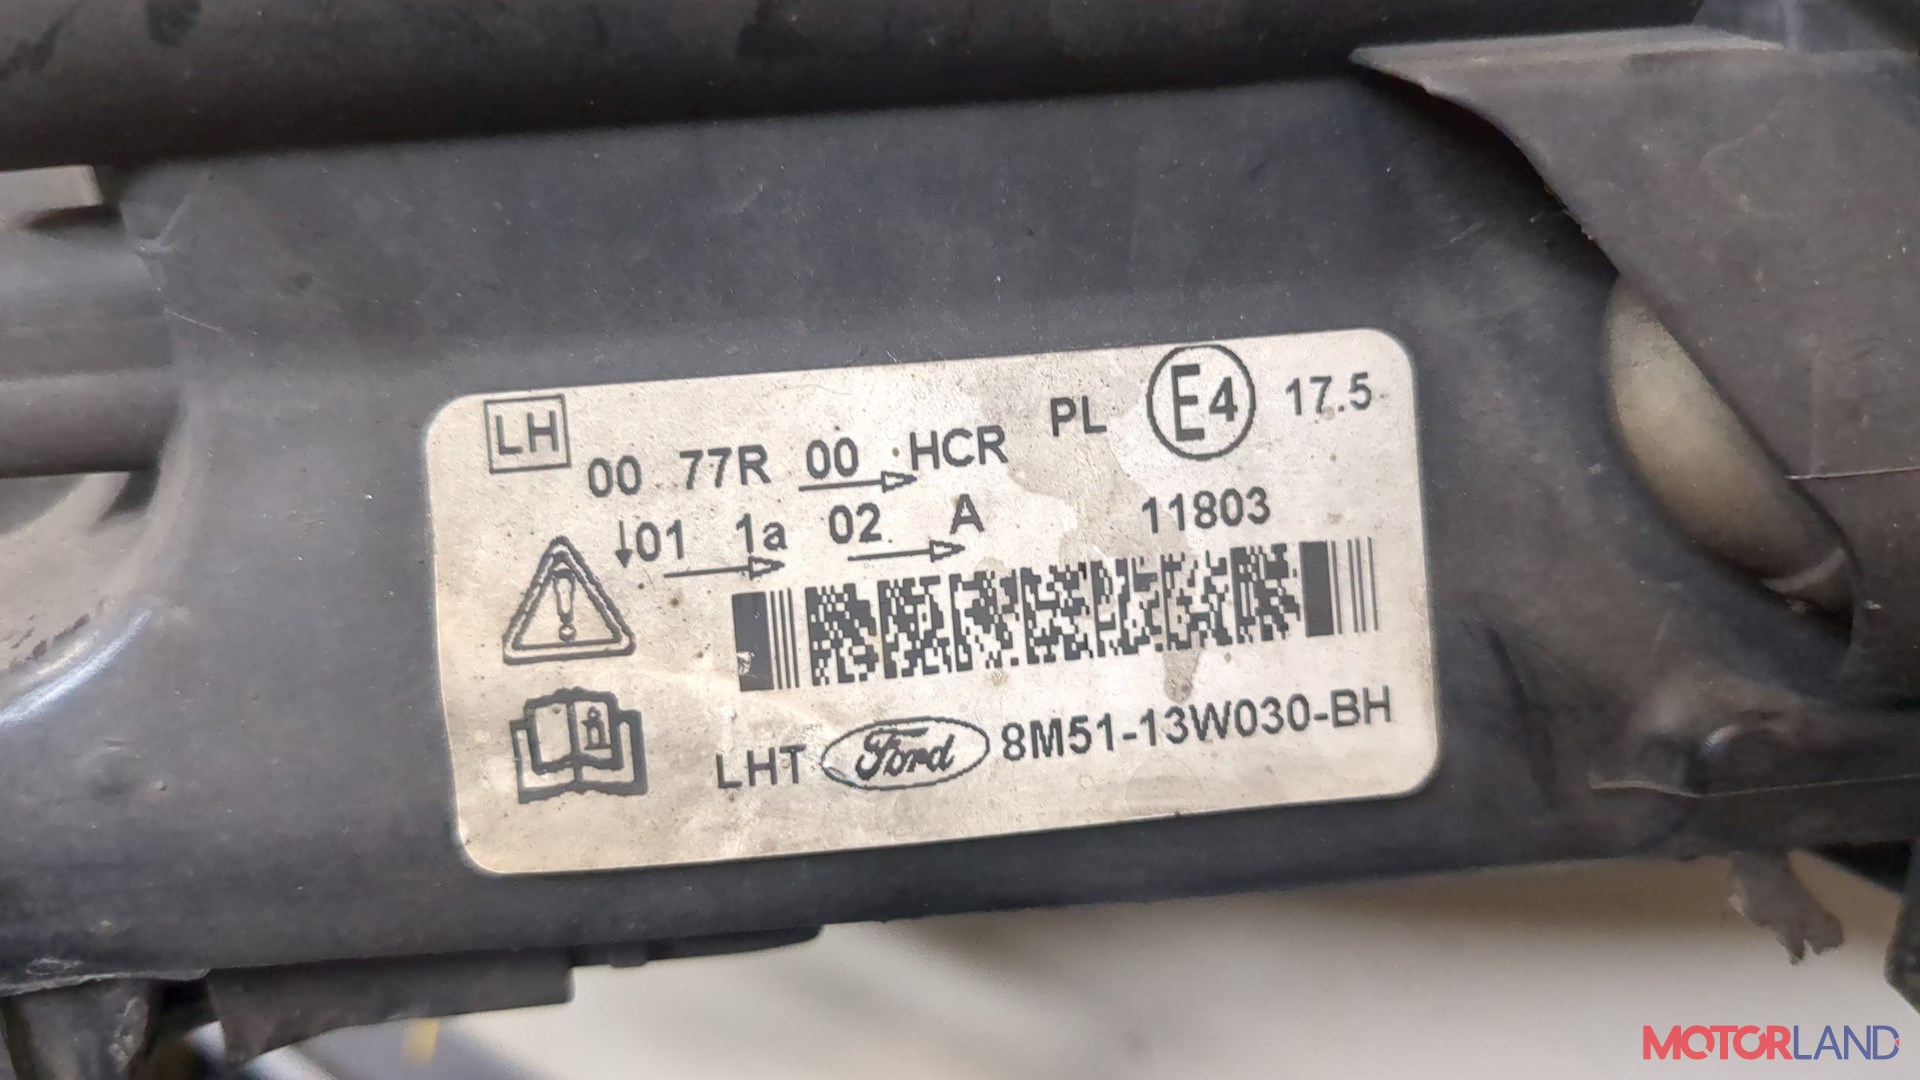 LH 00 77R 00 HCR PL E4 17.5
01 1a 02 A 11803
LHT Ford 8M51-13W030-BH
MOTORLAND